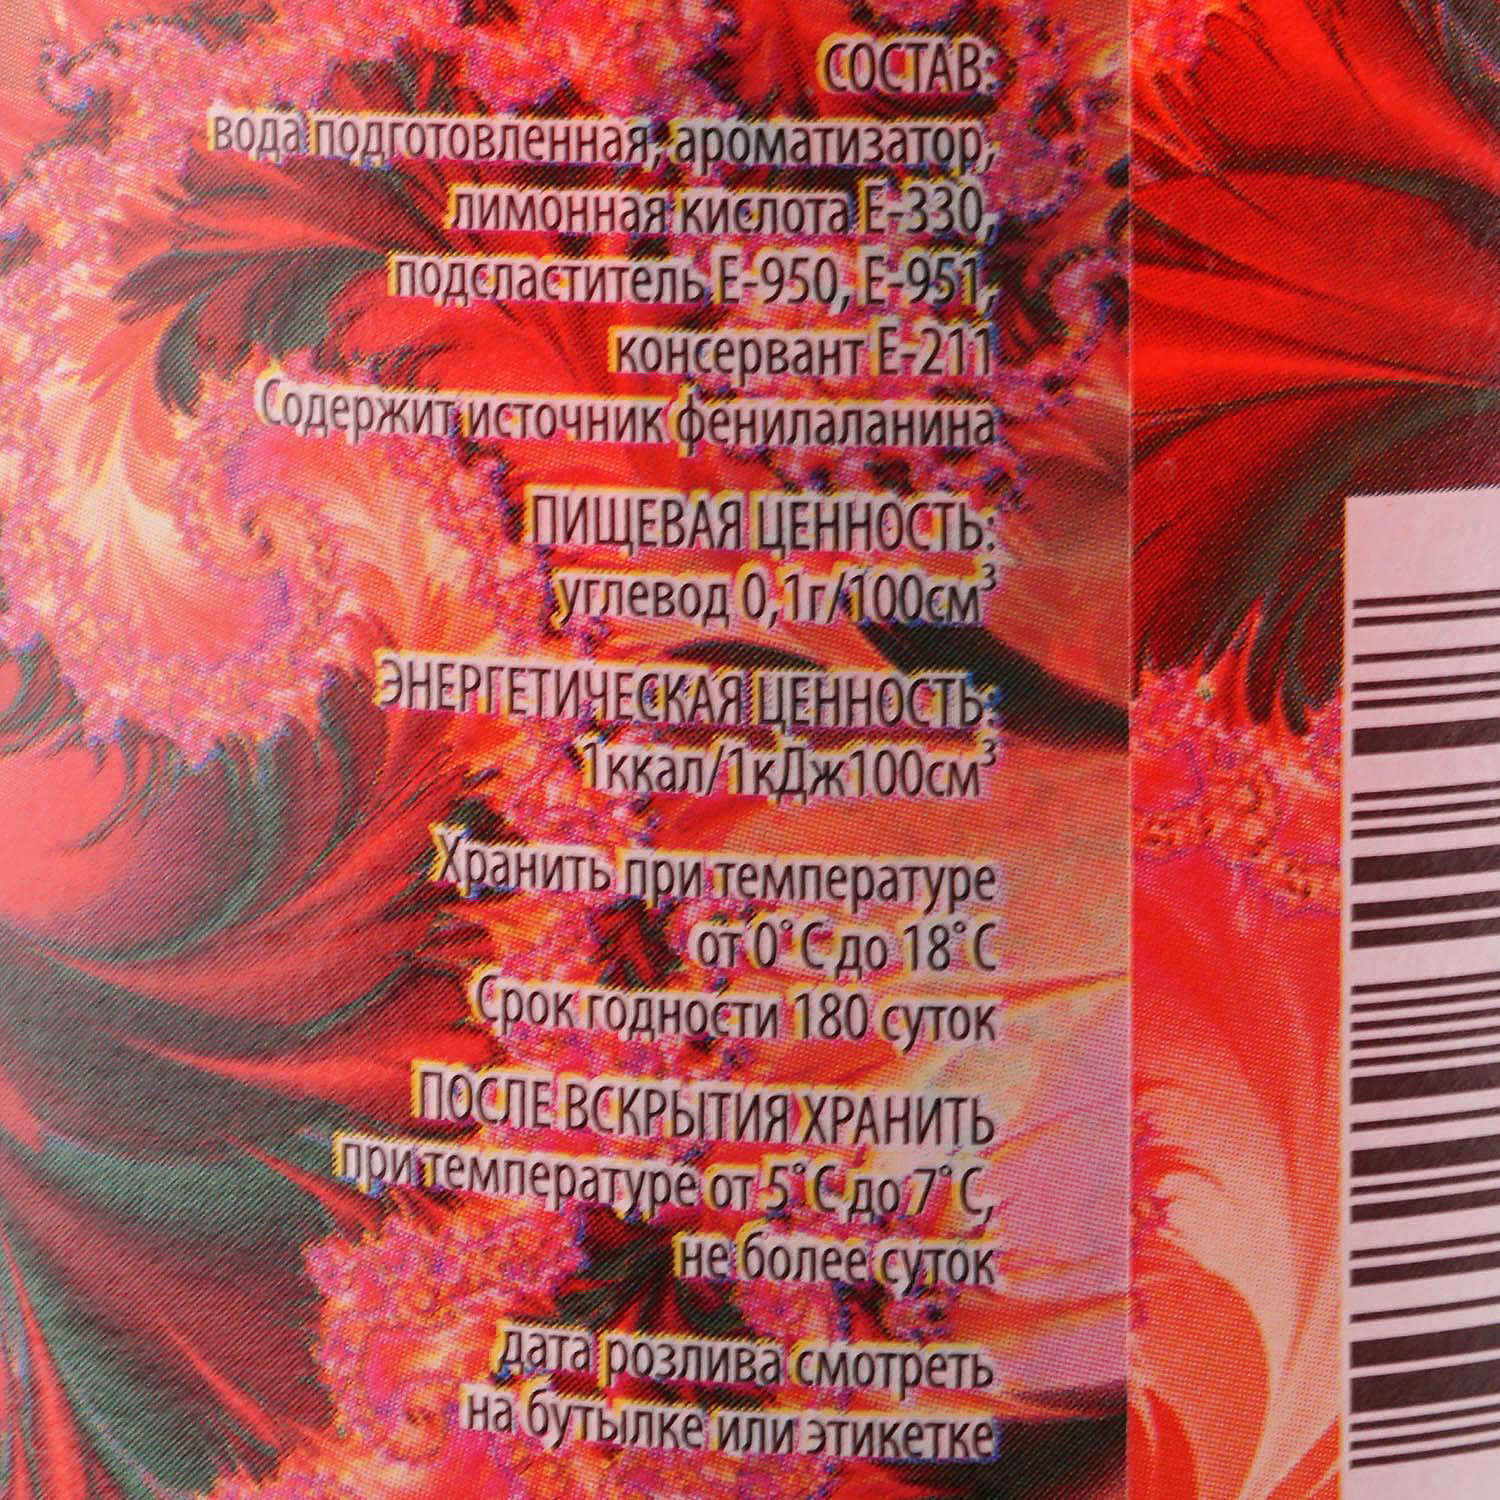 СОСТАВ:
вода подготовленная, ароматизатор,
лимонная кислота Е-330,
подсластитель Е-950, Е-951,
консервант Е-211
Содержит источник фенилаланина
ПИЩЕВАЯ ЦЕННОСТЬ:
углевод 0,1г/100см³
ЭНЕРГЕТИЧЕСКАЯ ЦЕННОСТЬ:
1ккал/1кДж100см³
Хранить при температуре
от 0°С до 18°С
Срок годности 180 суток
ПОСЛЕ ВСКРЫТИЯ ХРАНИТЬ
при температуре от 5°С до 7°С,
не более суток
дата розлива смотреть
на бутылке или этикетке